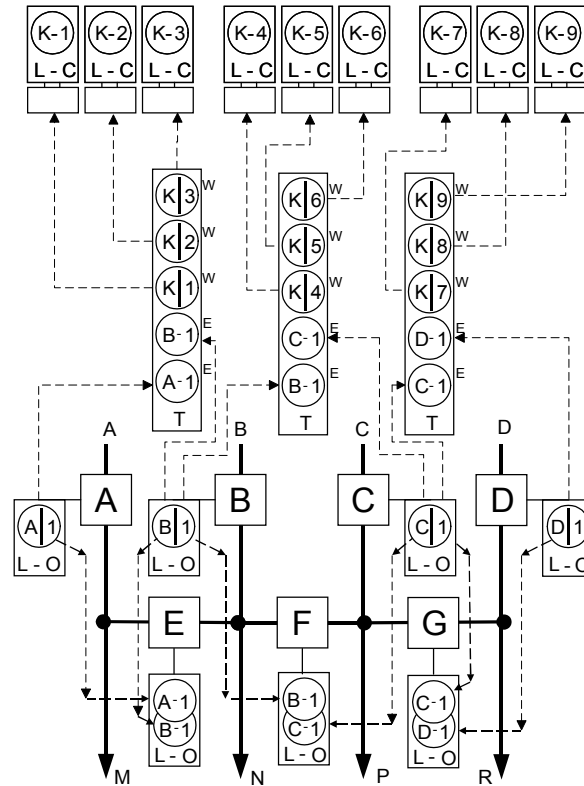 K-1 K-2 K-3 K-4 K-5 K-6 K-7 K-8 K-9
L - C L - C L - C L - C L - C L - C L - C L - C L - C
K 3 W K 6 W K 9 W
K 2 W K 5 W K 8 W
K 1 W K 4 W K 7 W
B-1 E C-1 E D-1 E
A-1 E B-1 E C-1 E
T T T
A B C D
A B C D
A 1 B 1 C 1 D 1
L - O L - O L - O L - O
E F G
A-1 B-1 C-1
B-1 C-1 D-1
L - O L - O L - O
M N P R